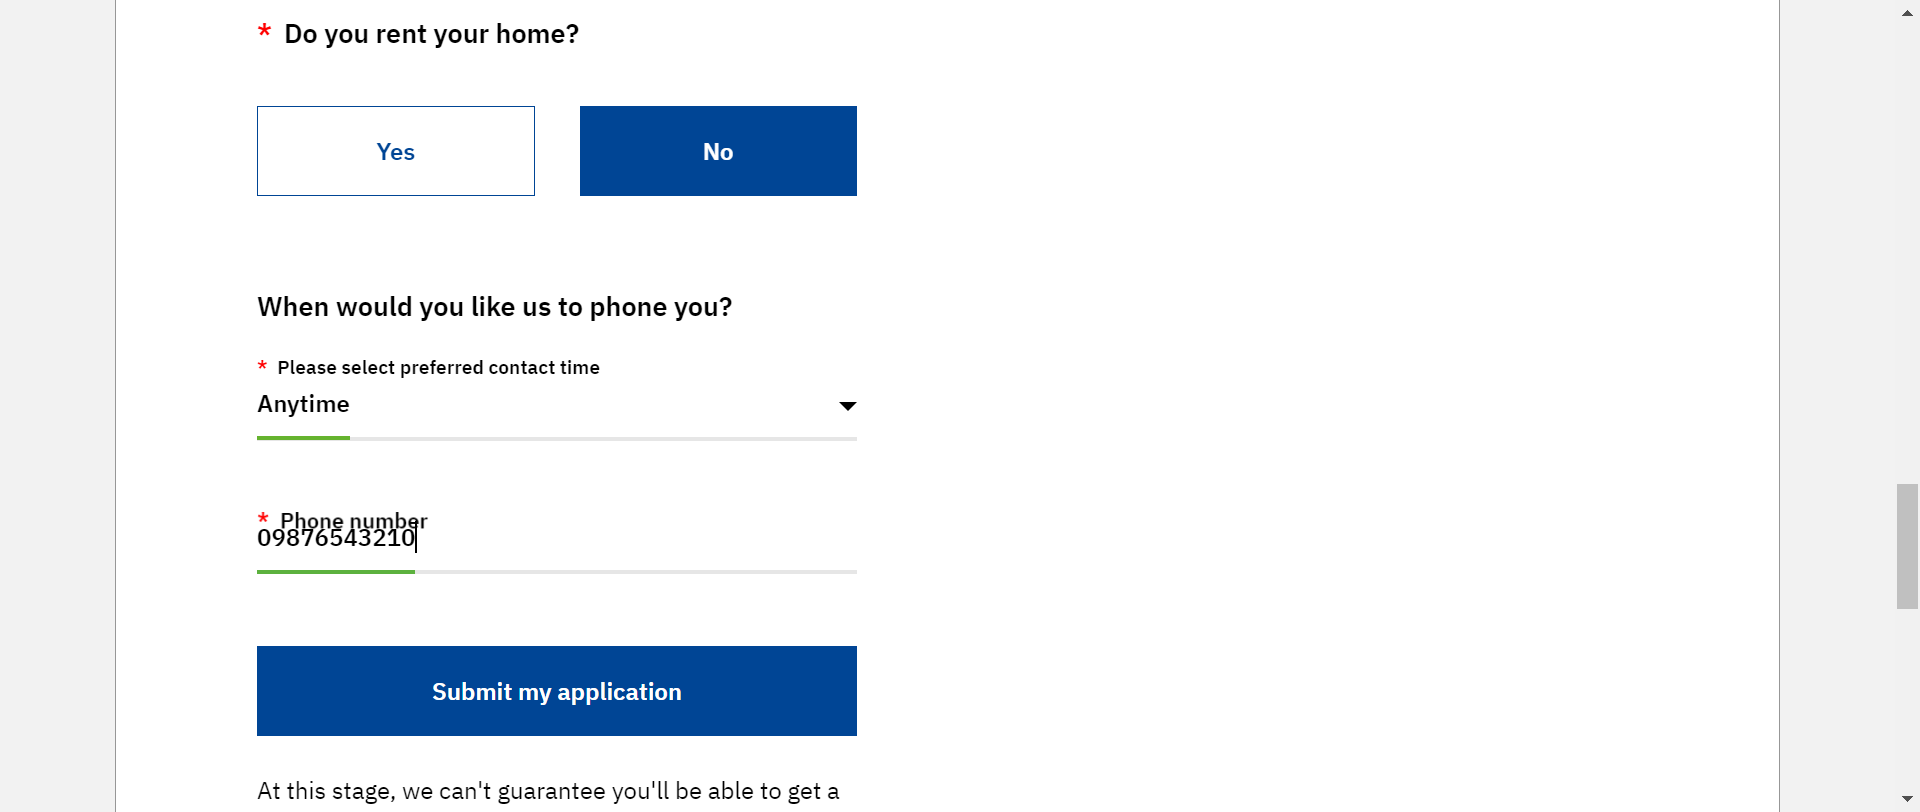 * Do you rent your home?
Yes No
When would you like us to phone you?
* Please select preferred contact time
Anytime
* Phone number
09876543210
Submit my application
At this stage, we can't guarantee you'll be able to get a